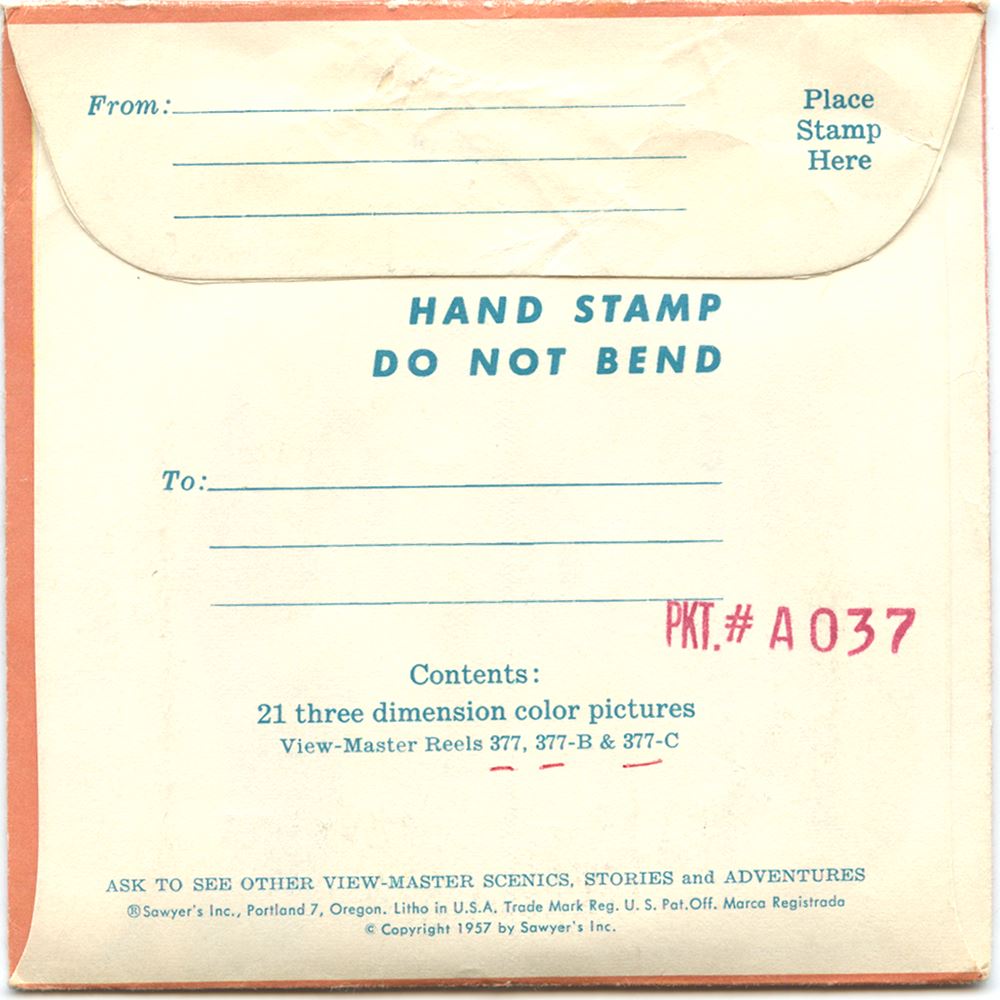 From:
Place
Stamp
Here
HAND STAMP
DO NOT BEND
To:
PKT.# A037
Contents:
21 three dimension color pictures
View-Master Reels 377, 377-B & 377-C
ASK TO SEE OTHER VIEW-MASTER SCENICS, STORIES and ADVENTURES
®Sawyer's Inc., Portland 7, Oregon. Litho in U.S.A. Trade Mark Reg. U. S. Pat.Off. Marca Registrada
© Copyright 1957 by Sawyer's Inc.